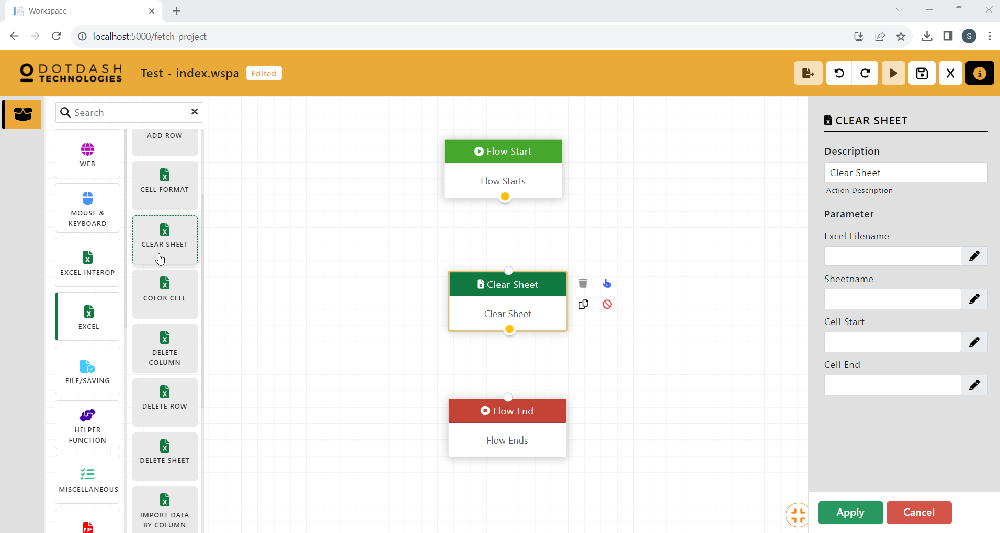 Workspace
localhost:5000/fetch-project
S
DOTDASH
TECHNOLOGIES
Test - index.wspa
Edited
Search
WEB
MOUSE &
KEYBOARD
EXCEL INTEROP
EXCEL
FILE/SAVING
HELPER
FUNCTION
MISCELLANEOUS
PDF
ADD ROW
CELL FORMAT
CLEAR SHEET
COLOR CELL
DELETE
COLUMN
DELETE ROW
DELETE SHEET
IMPORT DATA
BY COLUMN
Flow Start
Flow Starts
Clear Sheet
Clear Sheet
Flow End
Flow Ends
CLEAR SHEET
Description
Clear Sheet
Action Description
Parameter
Excel Filename
Sheetname
Cell Start
Cell End
Apply
Cancel